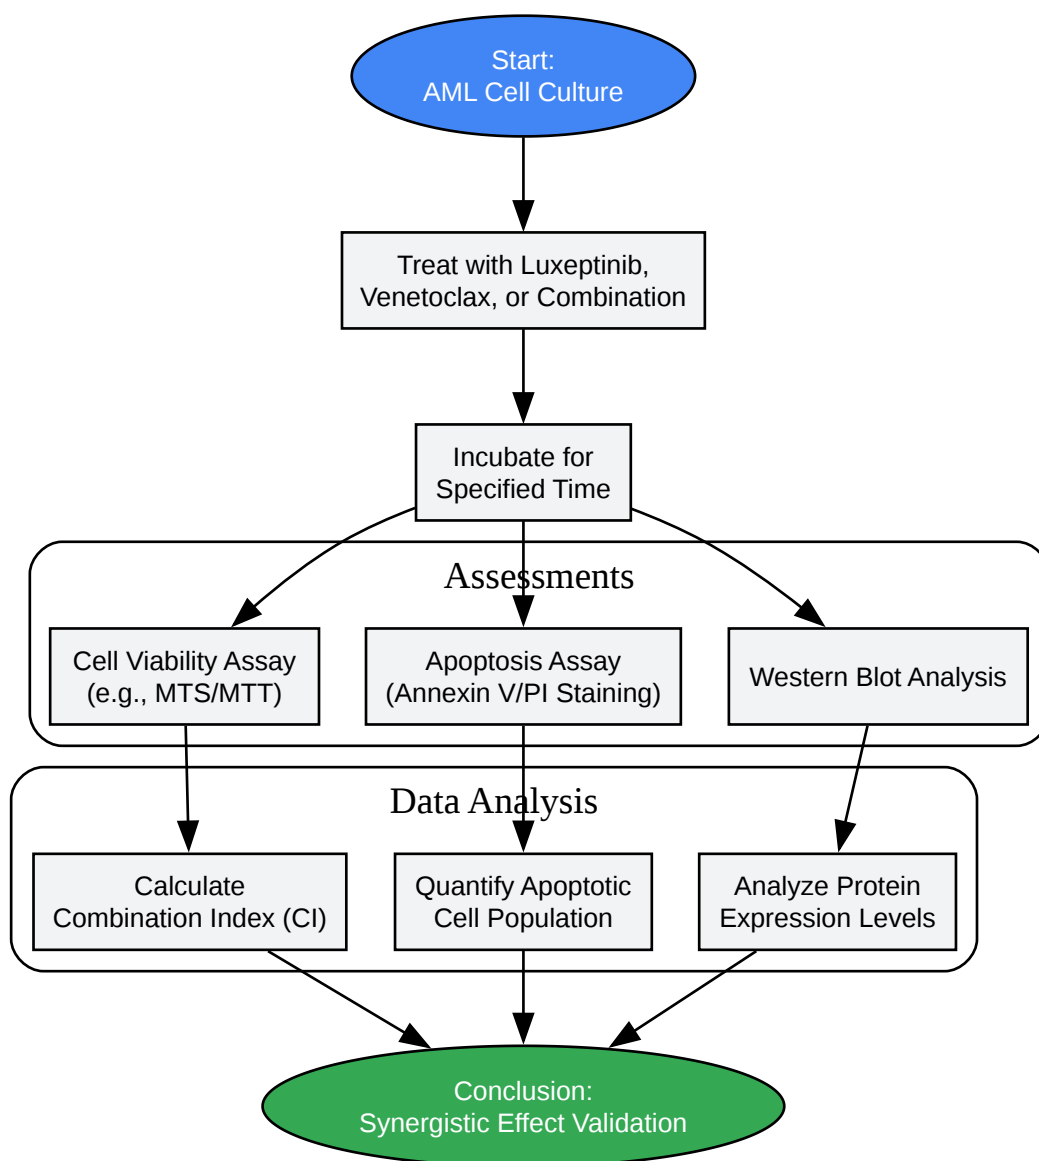 Start:
AML Cell Culture
Treat with Luxeptinib,
Venetoclax, or Combination
Incubate for
Specified Time
Assessments
Cell Viability Assay
(e.g., MTS/MTT)
Apoptosis Assay
(Annexin V/PI Staining)
Western Blot Analysis
Data Analysis
Calculate
Combination Index (CI)
Quantify Apoptotic
Cell Population
Analyze Protein
Expression Levels
Conclusion:
Synergistic Effect Validation